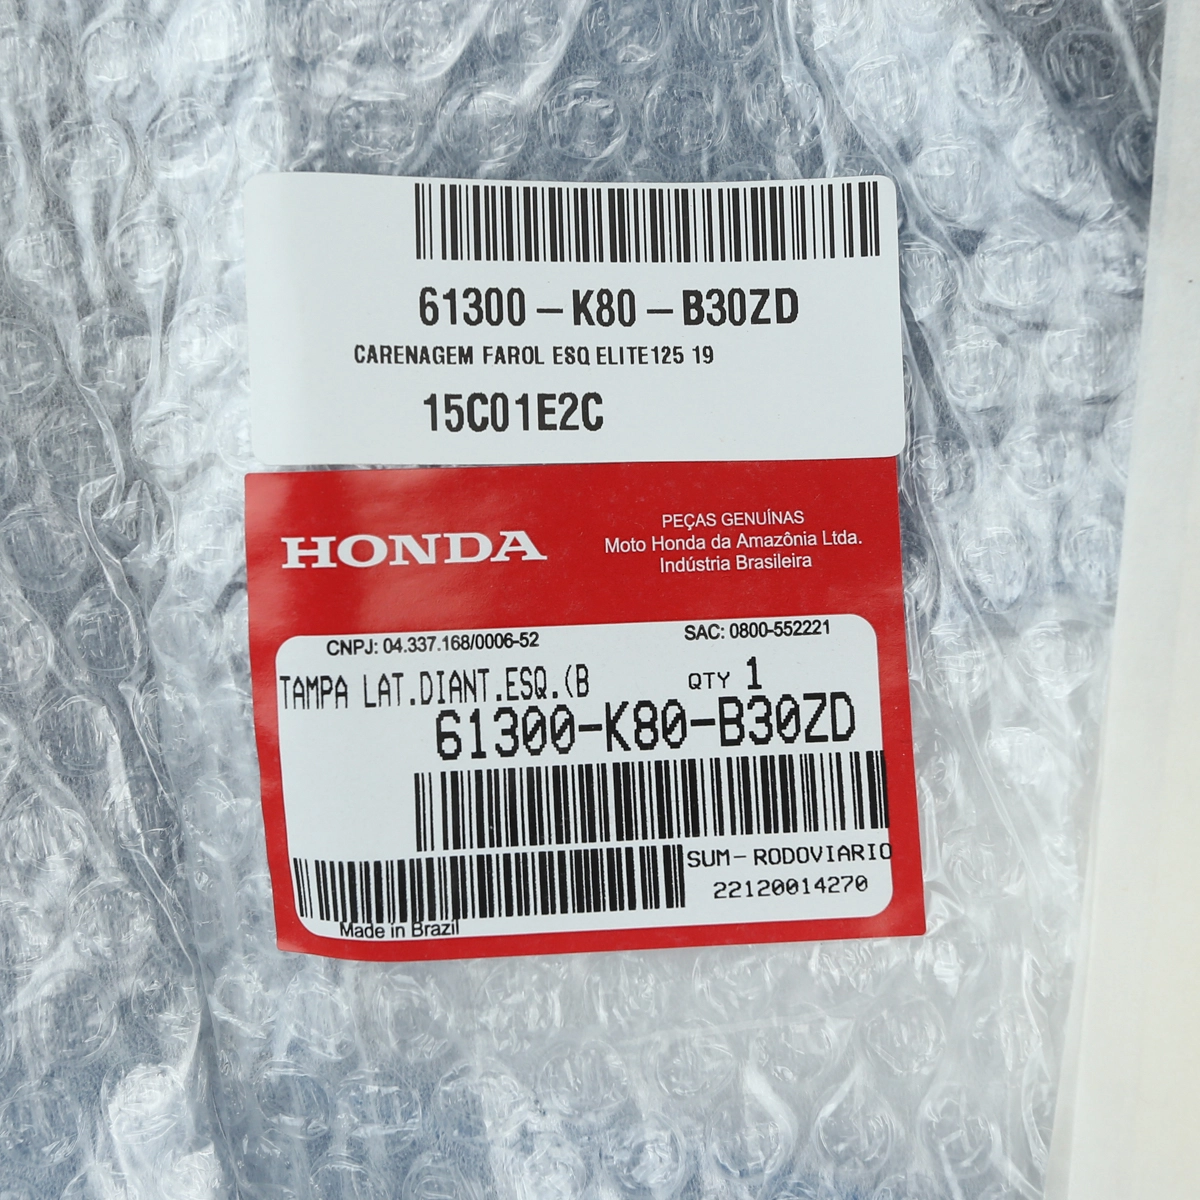 61300-K80-B30ZD
CARENAGEM FAROL ESQ ELITE125 19
15C01E2C
HONDA
PEÇAS GENUÍNAS
Moto Honda da Amazônia Ltda.
Indústria Brasileira
CNPJ: 04.337.168/0006-52
SAC: 0800-552221
TAMPA LAT.DIANT.ESQ.(B
QTY 1
61300-K80-B30ZD
SUM-RODOVIARIO
22120014270
Made in Brazil